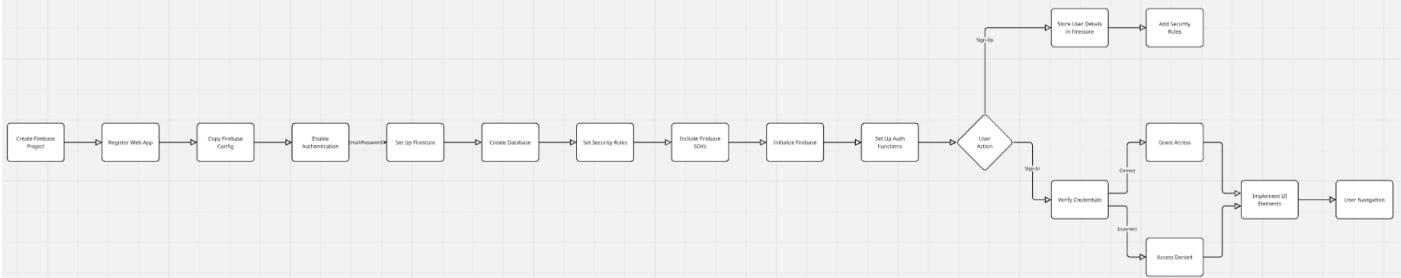 Create Firebase
Project
Register Web App
Copy Firebase
Config
Enable
Authentication
Email/Password
Set Up Firestore
Create Database
Set Security Rules
Include Firebase
SDKs
Initialize Firebase
Set Up Auth
Functions
User
Action
Sign-Up
Store User Details
in Firestore
Add Security
Rules
Sign-In
Verify Credentials
Correct
Grant Access
Incorrect
Access Denied
Implement UI
Elements
User Navigation